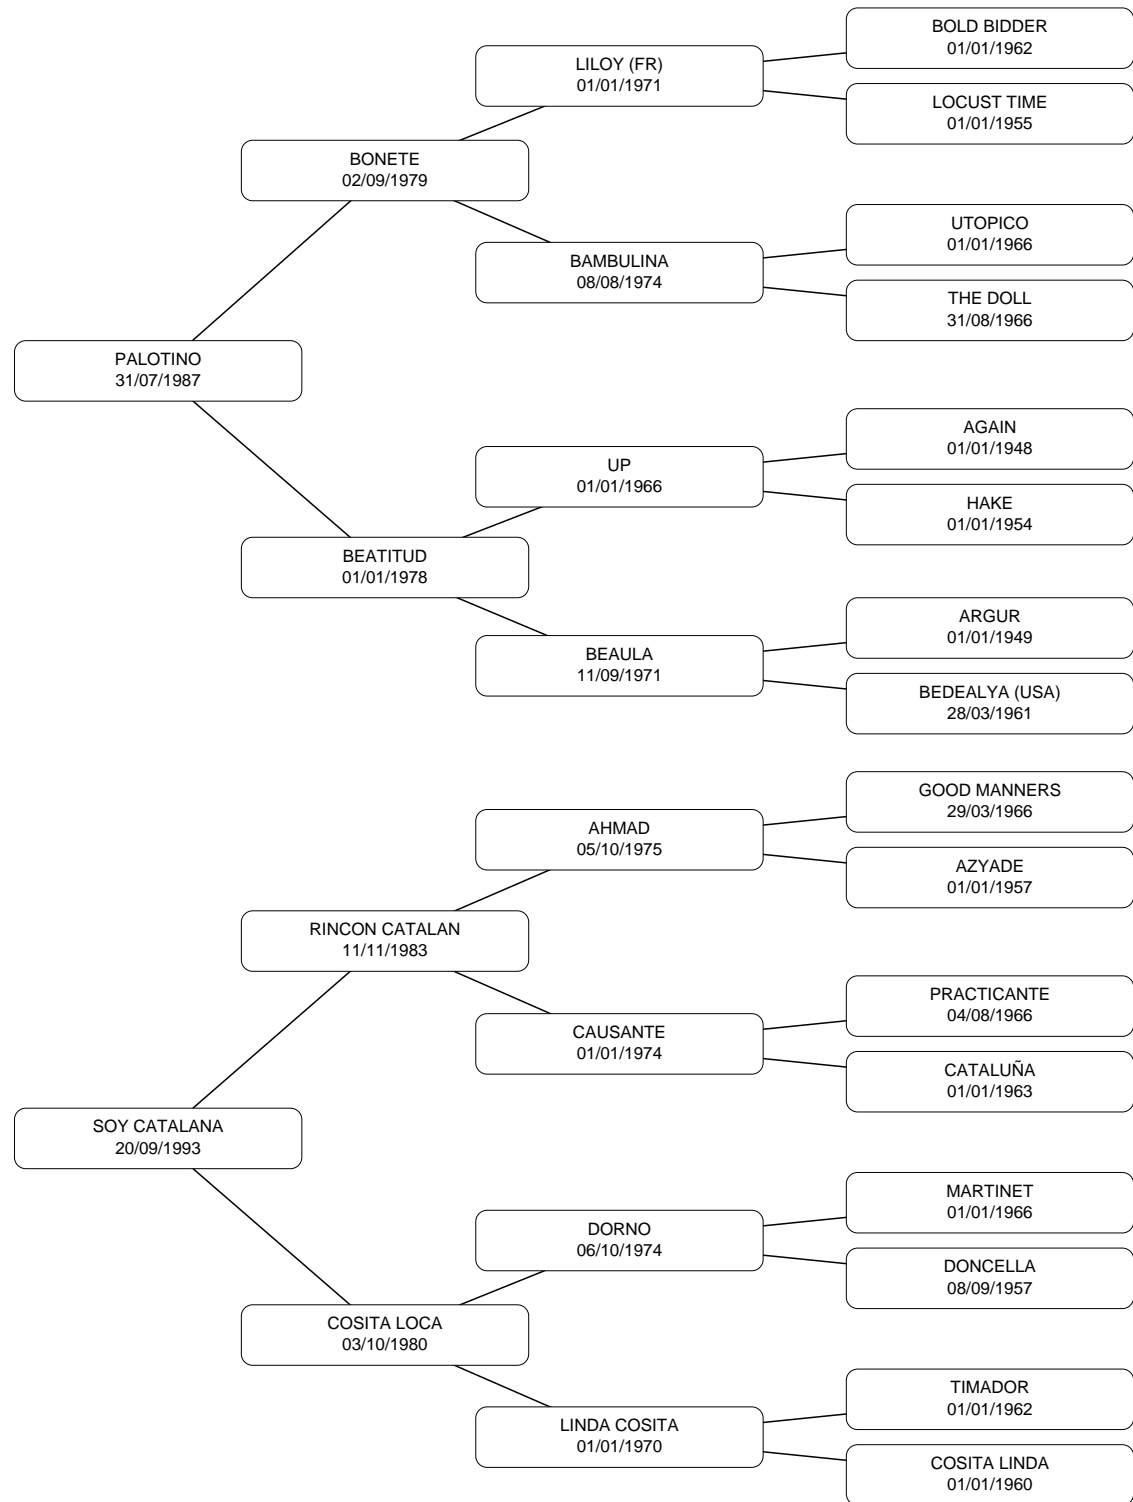 BOLD BIDDER
01/01/1962
LILOY (FR)
01/01/1971
LOCUST TIME
01/01/1955
BONETE
02/09/1979
UTOPICO
01/01/1966
BAMBULINA
08/08/1974
THE DOLL
31/08/1966
PALOTINO
31/07/1987
AGAIN
01/01/1948
UP
01/01/1966
HAKE
01/01/1954
BEATITUD
01/01/1978
ARGUR
01/01/1949
BEAULA
11/09/1971
BEDEALYA (USA)
28/03/1961
GOOD MANNERS
29/03/1966
AHMAD
05/10/1975
AZYADE
01/01/1957
RINCON CATALAN
11/11/1983
PRACTICANTE
04/08/1966
CAUSANTE
01/01/1974
CATALUÑA
01/01/1963
SOY CATALANA
20/09/1993
MARTINET
01/01/1966
DORNO
06/10/1974
DONCELLA
08/09/1957
COSITA LOCA
03/10/1980
TIMADOR
01/01/1962
LINDA COSITA
01/01/1970
COSITA LINDA
01/01/1960